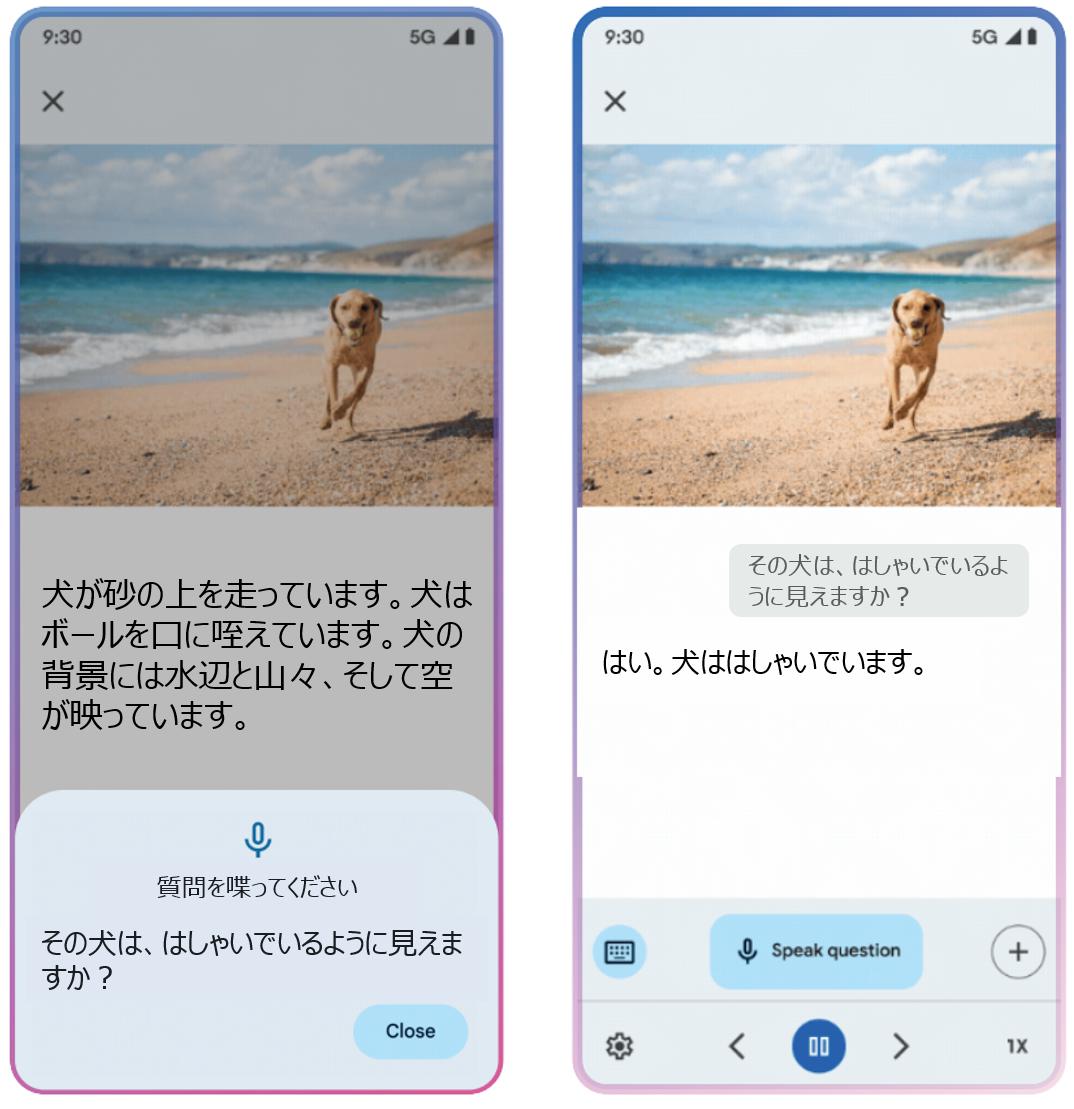 9:30
5G
犬が砂の上を走っています。犬は
ボールを口に咥えています。犬の
背景には水辺と山々、そして空
が映っています。
質問を喋ってください
その犬は、はしゃいでいるように見えま
すか？
Close
9:30
5G
その犬は、はしゃいでいるよ
うに見えますか？
はい。犬ははしゃいでいます。
Speak question
1X